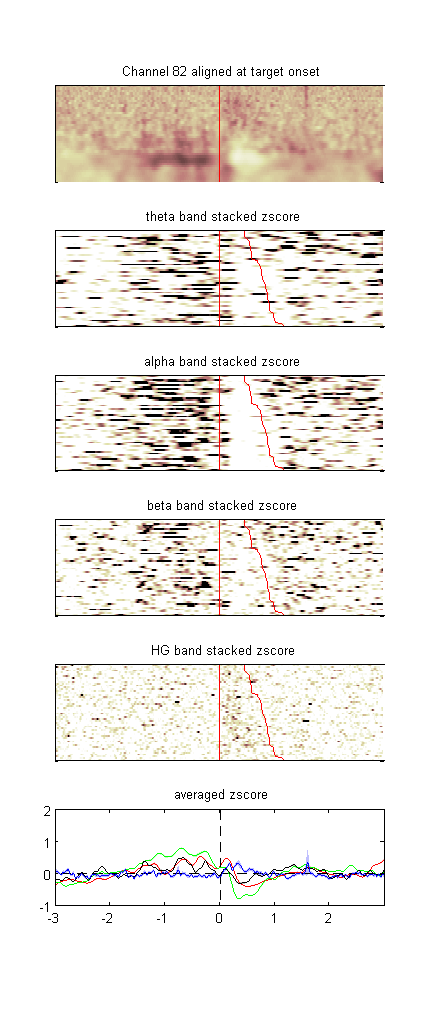 Channel 82 aligned at target onset
theta band stacked zscore
alpha band stacked zscore
beta band stacked zscore
HG band stacked zscore
averaged zscore
2
1
0
-1
-3 -2 -1 0 1 2